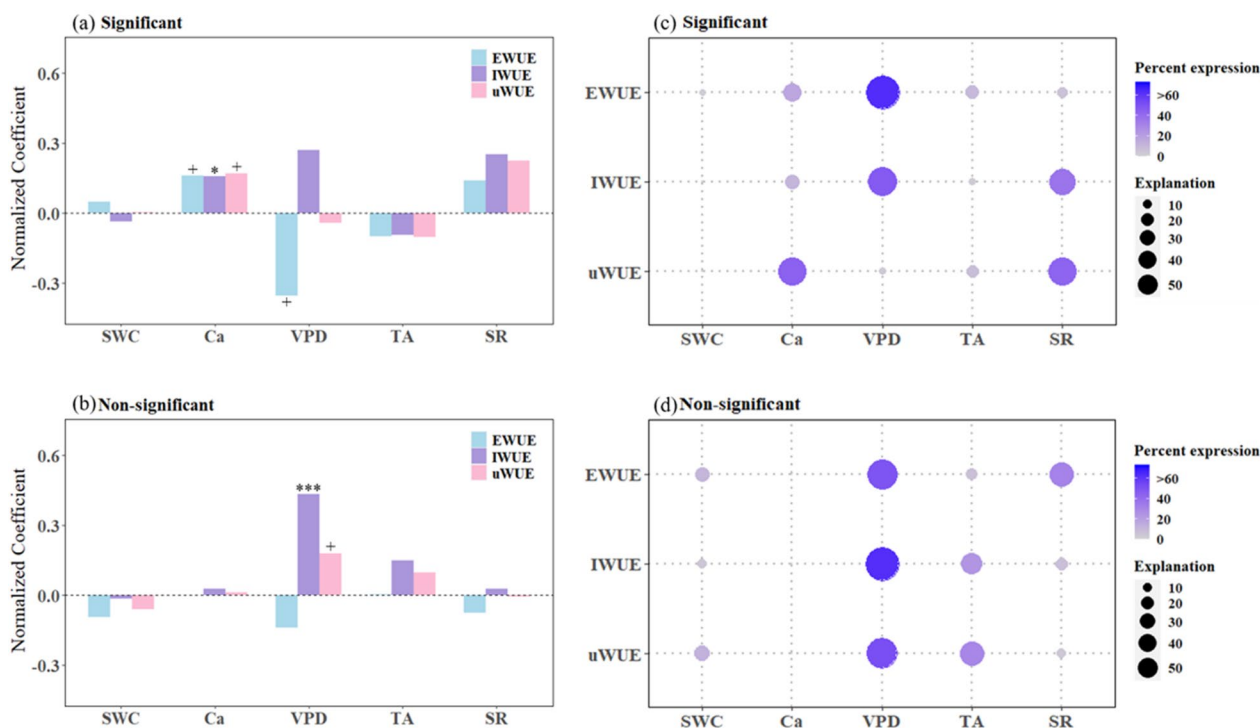 (a) Significant
Normalized Coefficient
0.6
0.3
0.0
-0.3
EWUE
IWUE
uWUE
+
*
+
+
SWC Ca VPD TA SR
(c) Significant
EWUE
IWUE
uWUE
SWC Ca VPD TA SR
Percent expression
>60
40
20
0
Explanation
10
20
30
40
50
(b) Non-significant
Normalized Coefficient
0.6
0.3
0.0
-0.3
EWUE
IWUE
uWUE
***
+
SWC Ca VPD TA SR
(d) Non-significant
EWUE
IWUE
uWUE
SWC Ca VPD TA SR
Percent expression
>60
40
20
0
Explanation
10
20
30
40
50